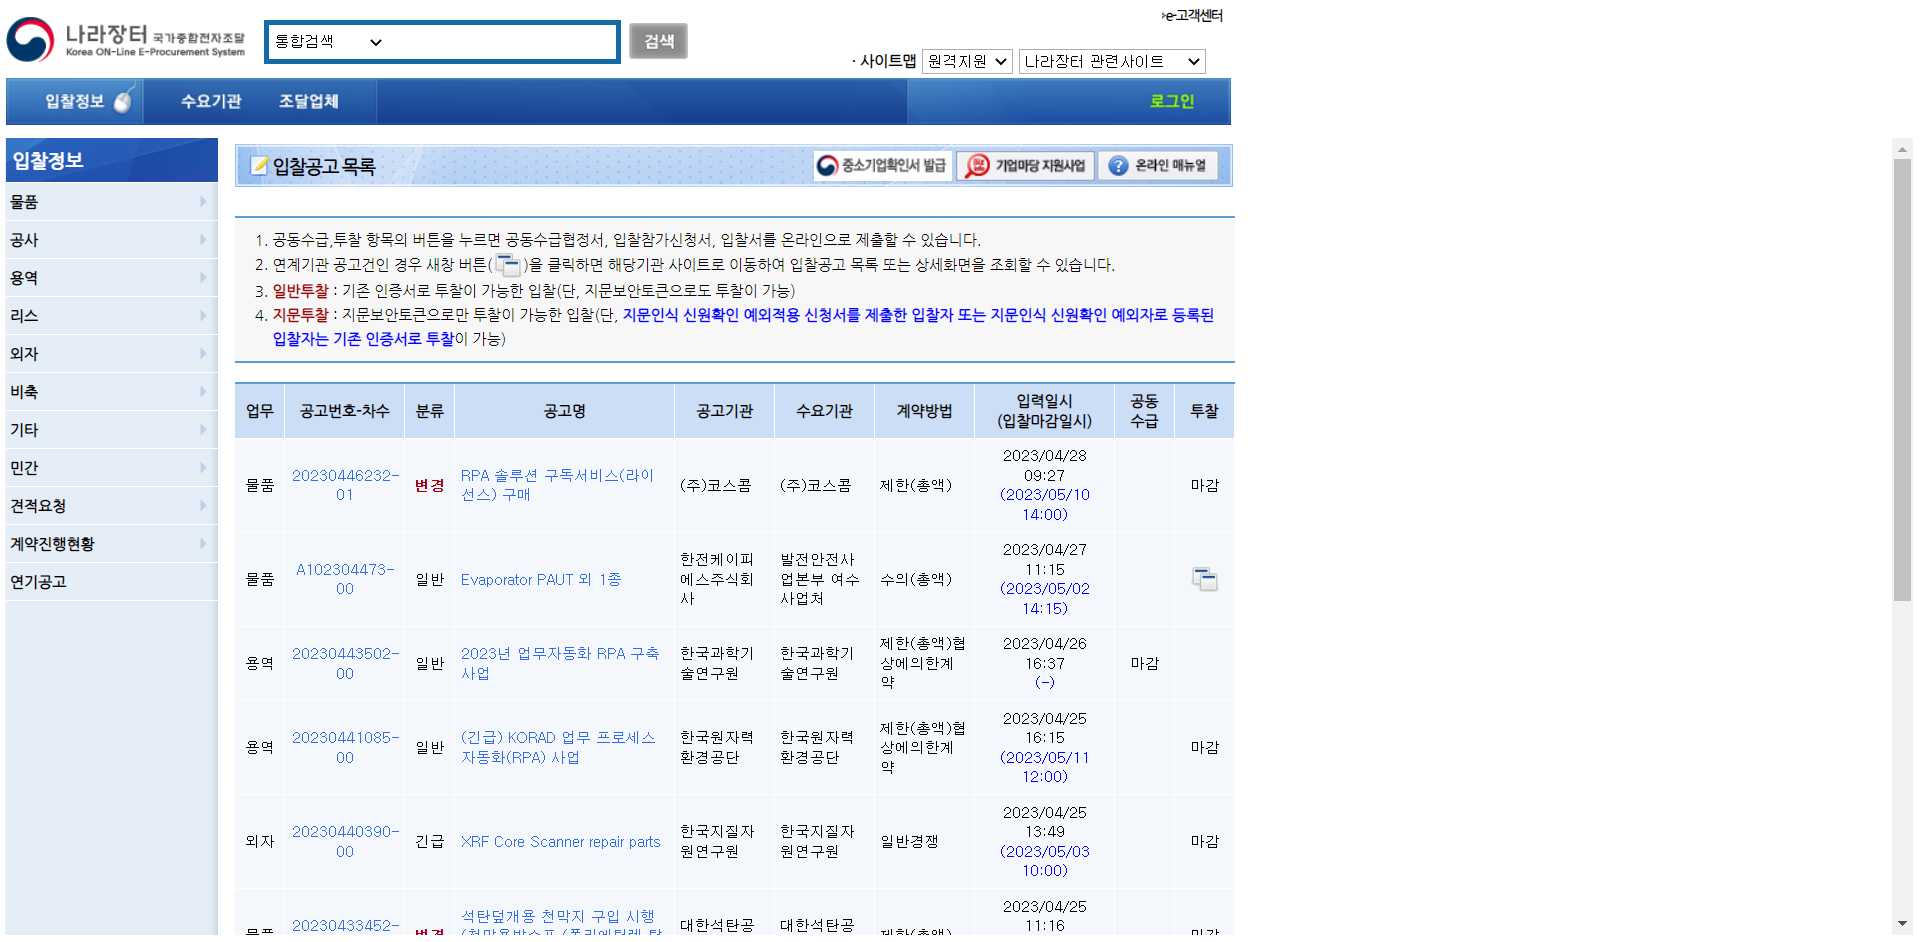 e-고객센터
나라장터 국가종합전자조달
Korea ON-Line E-Procurement System
통합검색
검색
· 사이트맵 원격지원 나라장터 관련사이트
입찰정보 수요기관 조달업체 로그인
입찰정보
물품
공사
용역
리스
외자
비축
기타
민간
견적요청
계약진행현황
연기공고
입찰공고 목록
중소기업확인서 발급 기업마당 지원사업 온라인 매뉴얼
1. 공동수급,투찰 항목의 버튼을 누르면 공동수급협정서, 입찰참가신청서, 입찰서를 온라인으로 제출할 수 있습니다.
2. 연계기관 공고건인 경우 새창 버튼( )을 클릭하면 해당기관 사이트로 이동하여 입찰공고 목록 또는 상세화면을 조회할 수 있습니다.
3. 일반투찰 : 기존 인증서로 투찰이 가능한 입찰(단, 지문보안토큰으로도 투찰이 가능)
4. 지문투찰 : 지문보안토큰으로만 투찰이 가능한 입찰(단, 지문인식 신원확인 예외적용 신청서를 제출한 입찰자 또는 지문인식 신원확인 예외자로 등록된
입찰자는 기존 인증서로 투찰이 가능)
업무 공고번호-차수 분류 공고명 공고기관 수요기관 계약방법 입력일시 (입찰마감일시) 공동 수급 투찰
물품 20230446232-01 변경 RPA 솔루션 구독서비스(라이선스) 구매 (주)코스콤 (주)코스콤 제한(총액) 2023/04/28 09:27 (2023/05/10 14:00) 마감
물품 A102304473-00 일반 Evaporator PAUT 외 1종 한전케이피에스주식회사 발전안전사업본부 여수사업처 수의(총액) 2023/04/27 11:15 (2023/05/02 14:15)
용역 20230443502-00 일반 2023년 업무자동화 RPA 구축 사업 한국과학기술연구원 한국과학기술연구원 제한(총액)협상에의한계약 2023/04/26 16:37 (-) 마감
용역 20230441085-00 일반 (긴급) KORAD 업무 프로세스 자동화(RPA) 사업 한국원자력환경공단 한국원자력환경공단 제한(총액)협상에의한계약 2023/04/25 16:15 (2023/05/11 12:00) 마감
외자 20230440390-00 긴급 XRF Core Scanner repair parts 한국지질자원연구원 한국지질자원연구원 일반경쟁 2023/04/25 13:49 (2023/05/03 10:00) 마감
물품 20230433452- 변경 석탄덮개용 천막지 구입 시행 대한석탄공 대한석탄공 제한(총액) 2023/04/25 11:16 마감